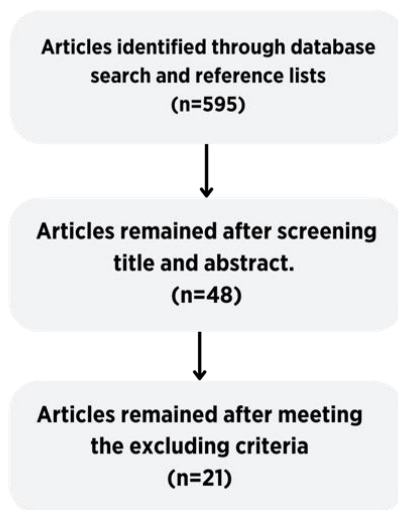 Articles identified through database
search and reference lists
(n=595)
Articles remained after screening
title and abstract.
(n=48)
Articles remained after meeting
the excluding criteria
(n=21)